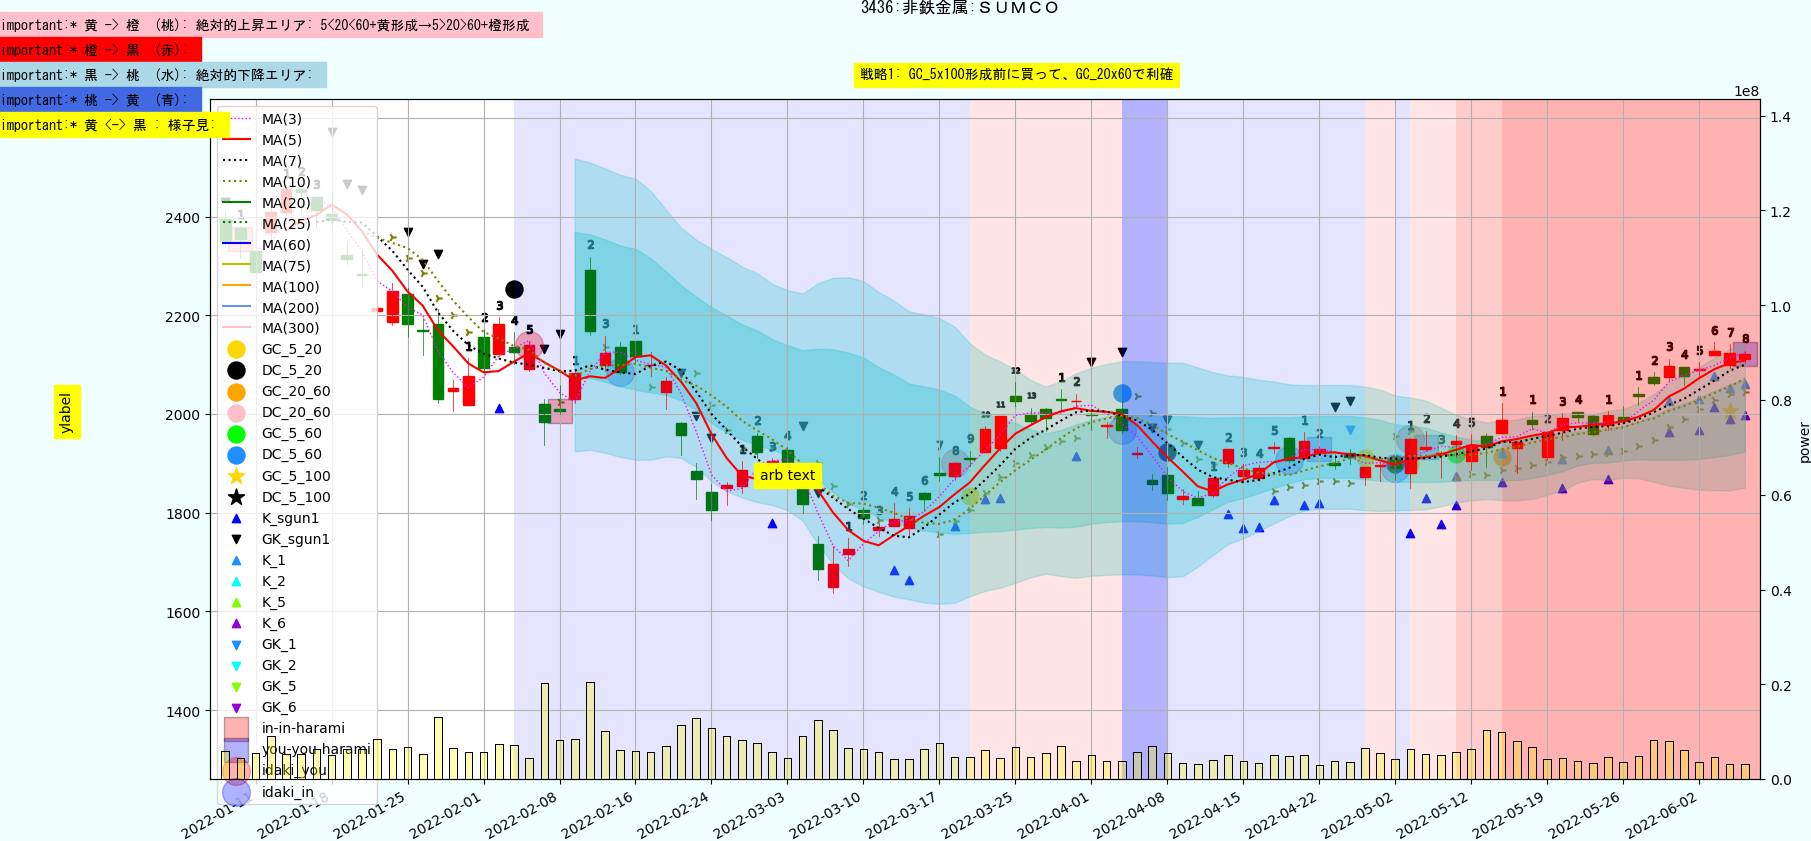 3436:非鉄金属:ＳＵＭＣＯ
important:* 黄 -> 橙 (桃): 絶対的上昇エリア: 5<20<60+黄形成→5>20>60+橙形成
important:* 橙 -> 黒 (赤):
important:* 黒 -> 桃 (水): 絶対的下降エリア:
戦略1: GC_5x100形成前に買って、GC_20x60で利確
important:* 桃 -> 黄 (青):
important:* 黄 <-> 黒 : 様子見:
1e8
MA(3)
MA(5)
MA(7)
MA(10)
MA(20)
MA(25)
MA(60)
MA(75)
MA(100)
MA(200)
MA(300)
GC_5_20
DC_5_20
GC_20_60
DC_20_60
GC_5_60
DC_5_60
GC_5_100
DC_5_100
K_sgun1
GK_sgun1
K_1
K_2
K_5
K_6
GK_1
GK_2
GK_5
GK_6
in-in-harami
you-you harami
idaki_you
idaki_in
ylabel
2400
2200
2000
1800
1600
1400
arb text
power
1.4
1.2
1.0
0.8
0.6
0.4
0.2
0.0
2022-01-11
2022-01-18
2022-01-25
2022-02-01
2022-02-08
2022-02-16
2022-02-24
2022-03-03
2022-03-10
2022-03-17
2022-03-25
2022-04-01
2022-04-08
2022-04-15
2022-04-22
2022-05-02
2022-05-12
2022-05-19
2022-05-26
2022-06-02